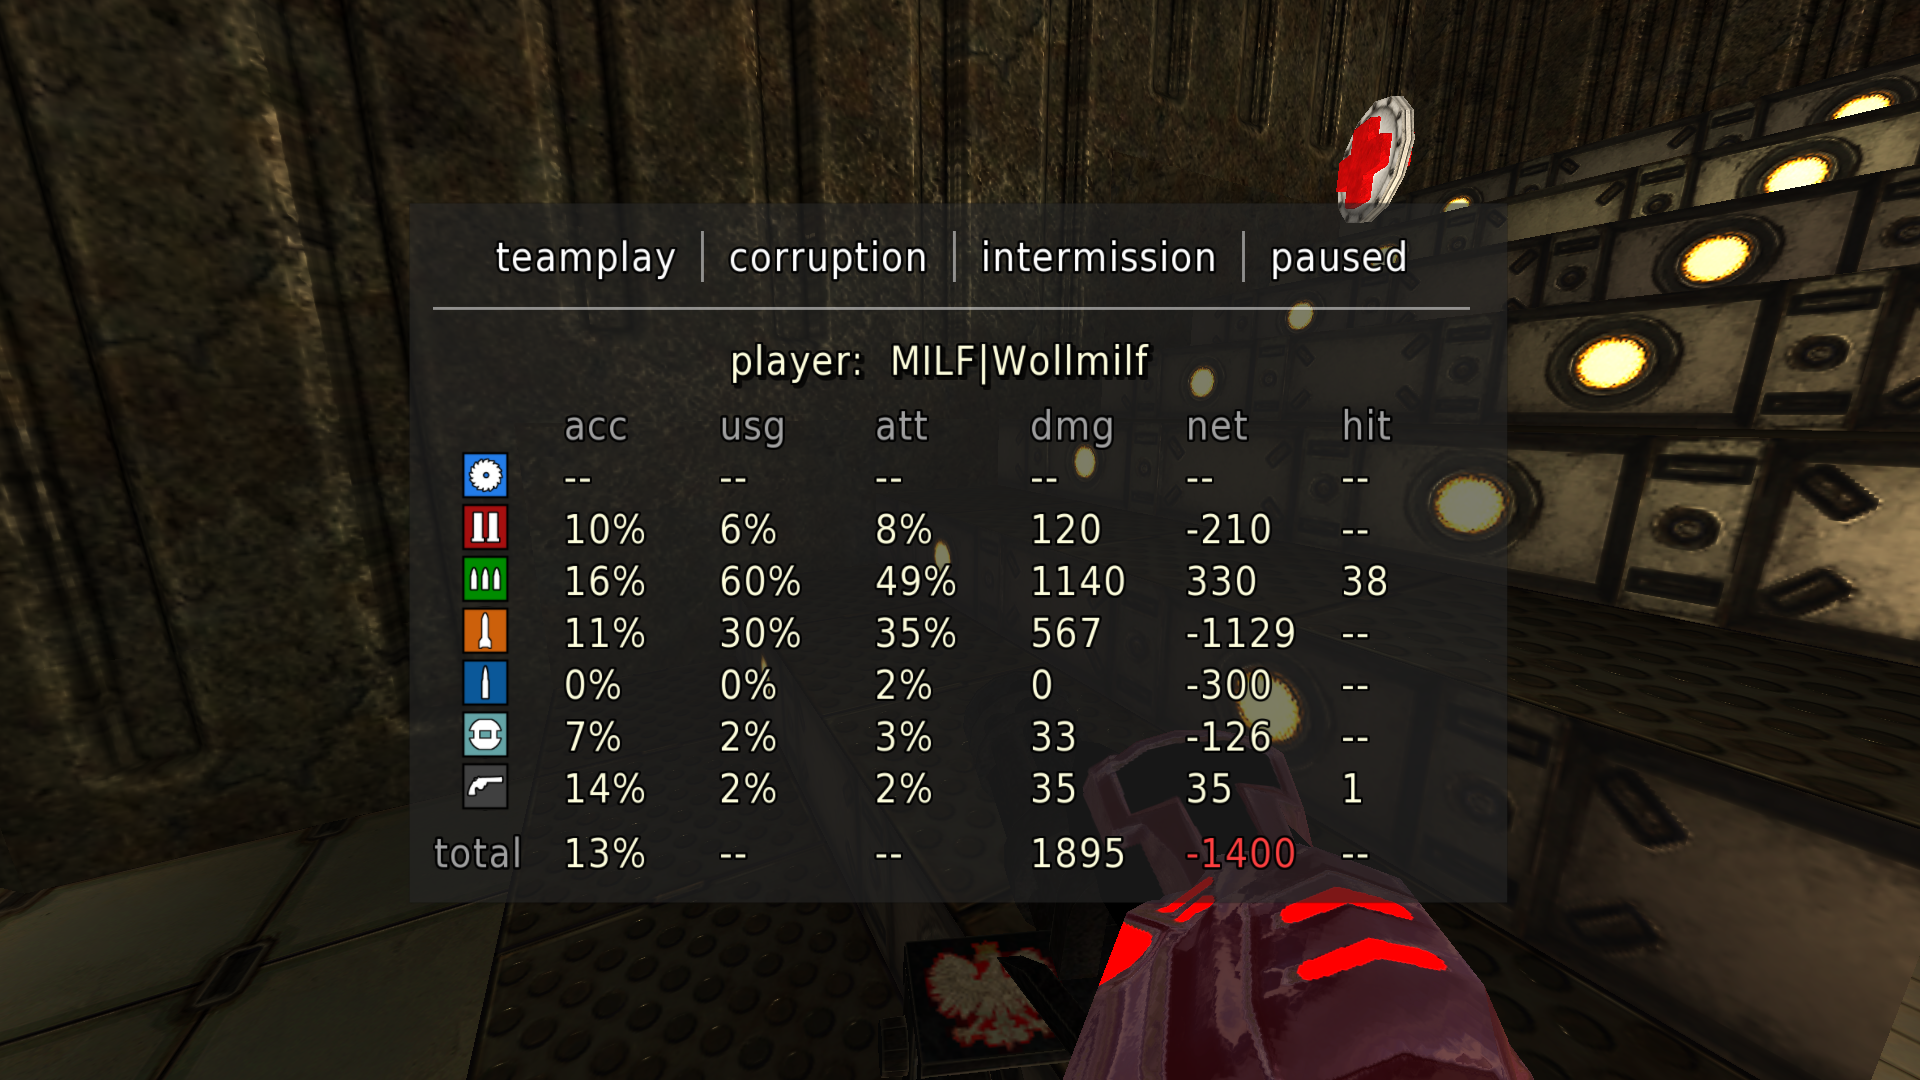 teamplay | corruption | intermission | paused
player: MILF|Wollmilf
acc usg att dmg net hit
-- -- -- -- -- --
10% 6% 8% 120 -210 --
16% 60% 49% 1140 330 38
11% 30% 35% 567 -1129 --
0% 0% 2% 0 -300 --
7% 2% 3% 33 -126 --
14% 2% 2% 35 35 1
total 13% -- -- 1895 -1400 --